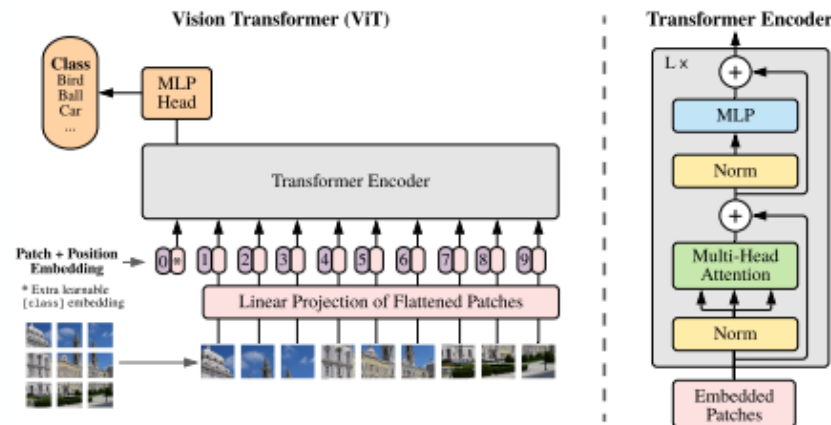 Vision Transformer (ViT)
Class
Bird
Ball
Car
...
MLP
Head
Transformer Encoder
Patch + Position
Embedding
0 * 1 2 3 4 5 6 7 8 9
* Extra learnable
[class] embedding
Linear Projection of Flattened Patches
Transformer Encoder
L ×
+
MLP
Norm
+
Multi-Head
Attention
Norm
Embedded
Patches